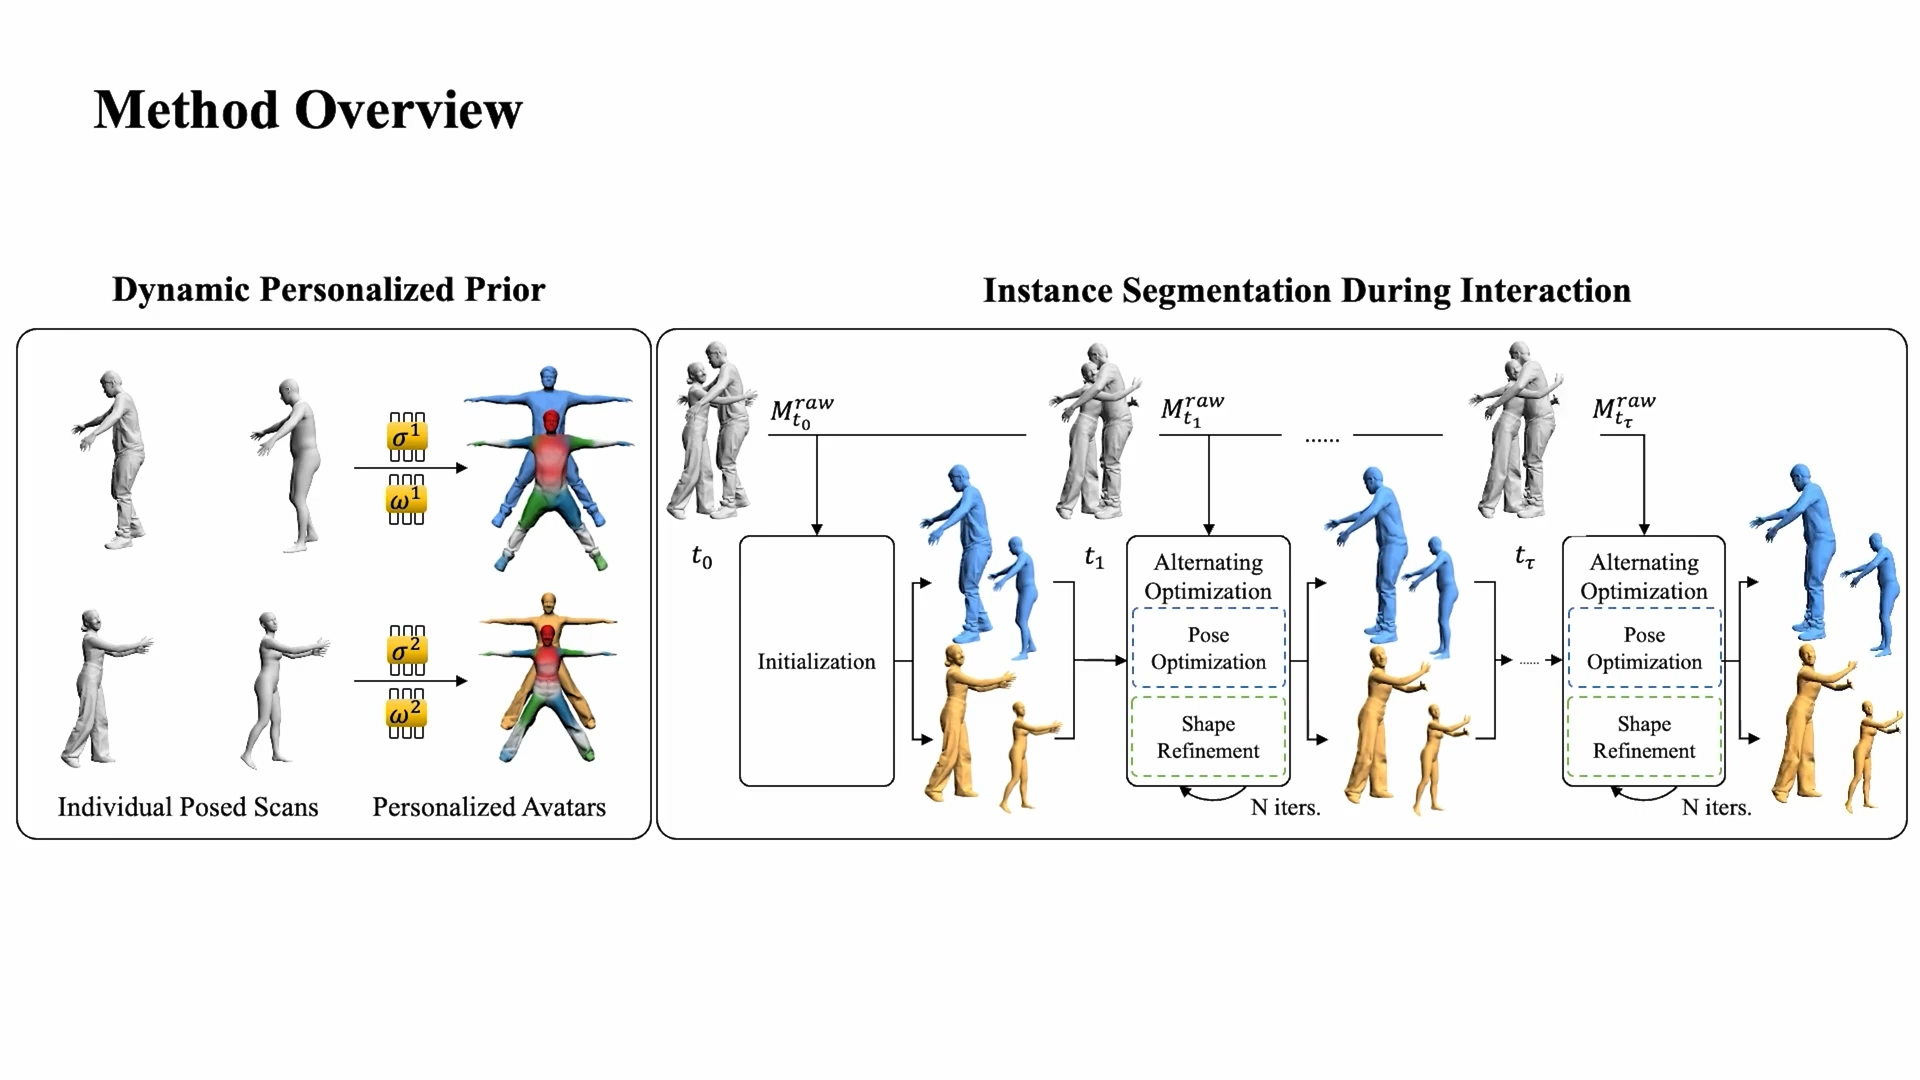 Method Overview
Dynamic Personalized Prior
σ¹
ω¹
σ²
ω²
Individual Posed Scans
Personalized Avatars
Instance Segmentation During Interaction
M_{t_0}^{raw}
M_{t_1}^{raw}
......
M_{t_τ}^{raw}
t_0
t_1
t_τ
Initialization
Alternating
Optimization
Pose
Optimization
Shape
Refinement
N iters.
......
Alternating
Optimization
Pose
Optimization
Shape
Refinement
N iters.